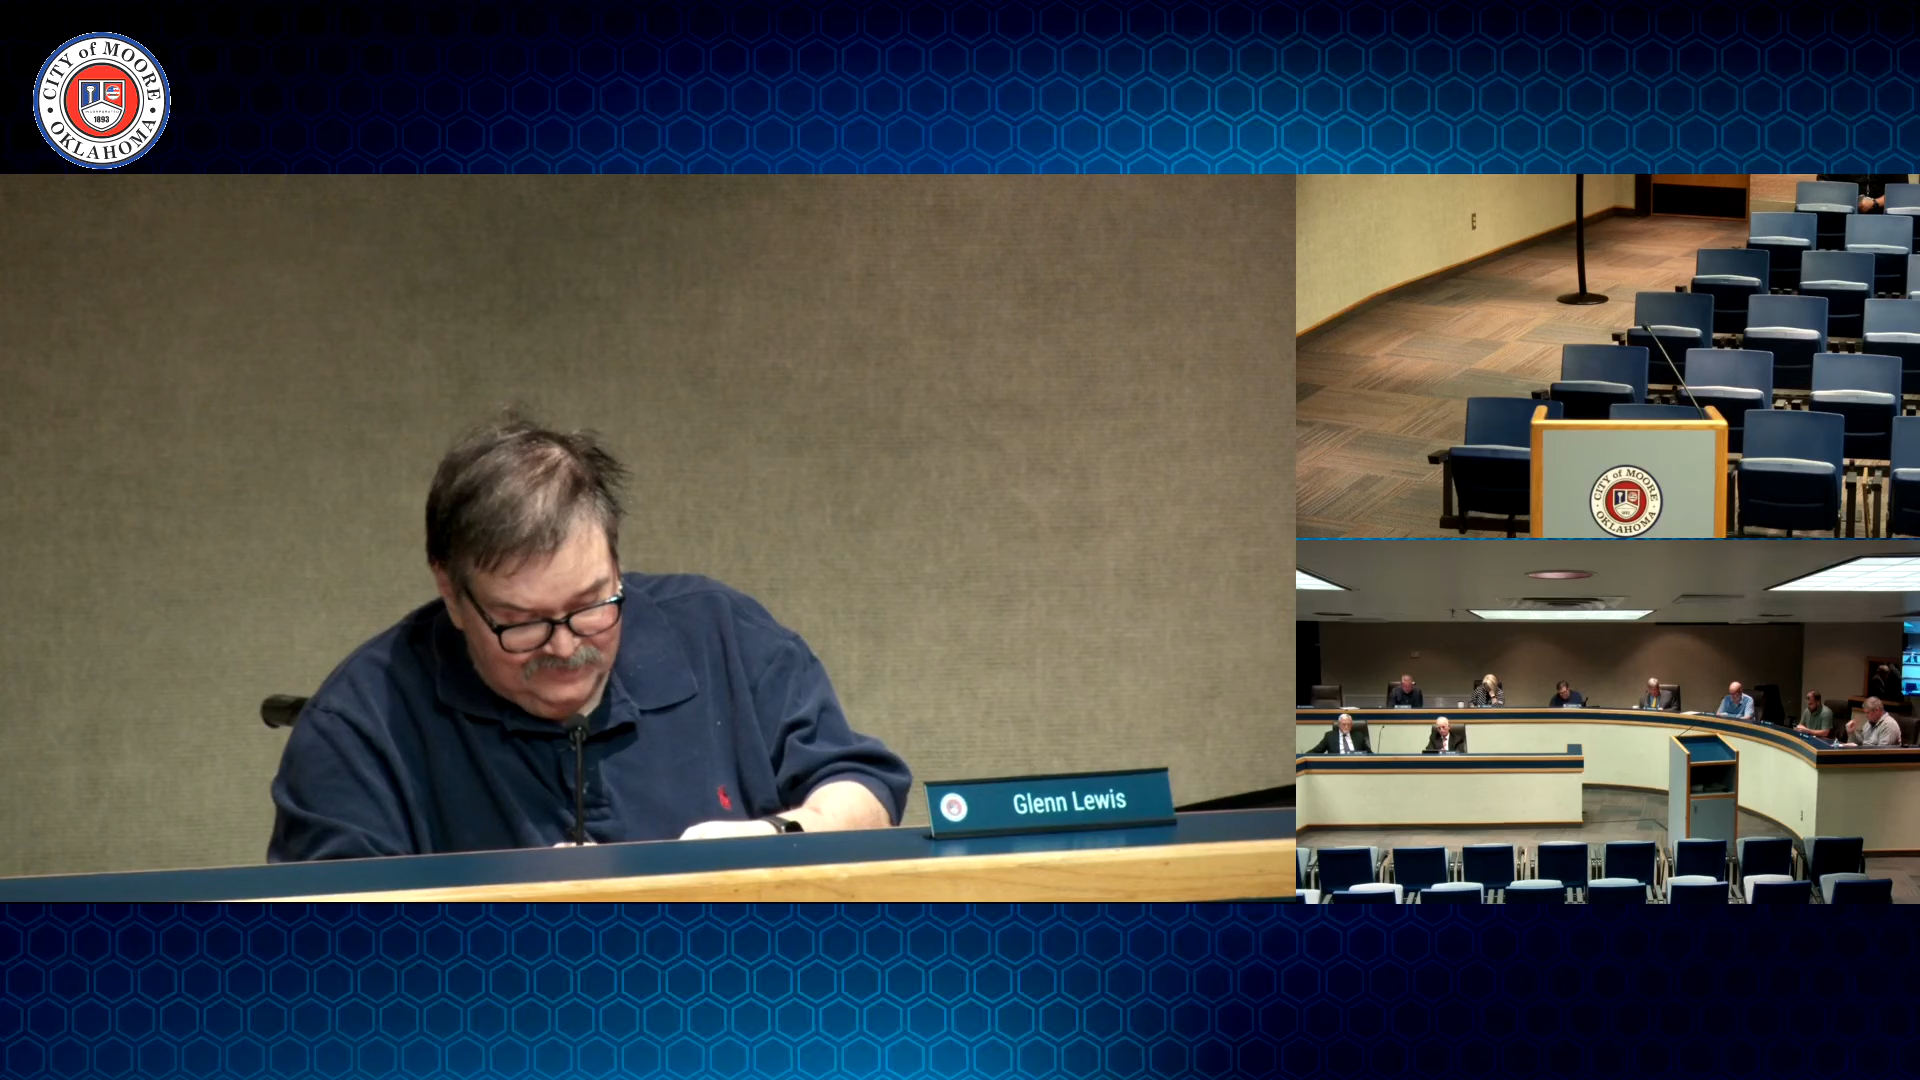 CITY of MOORE
1893
OKLAHOMA
Glenn Lewis
CITY of MOORE
OKLAHOMA